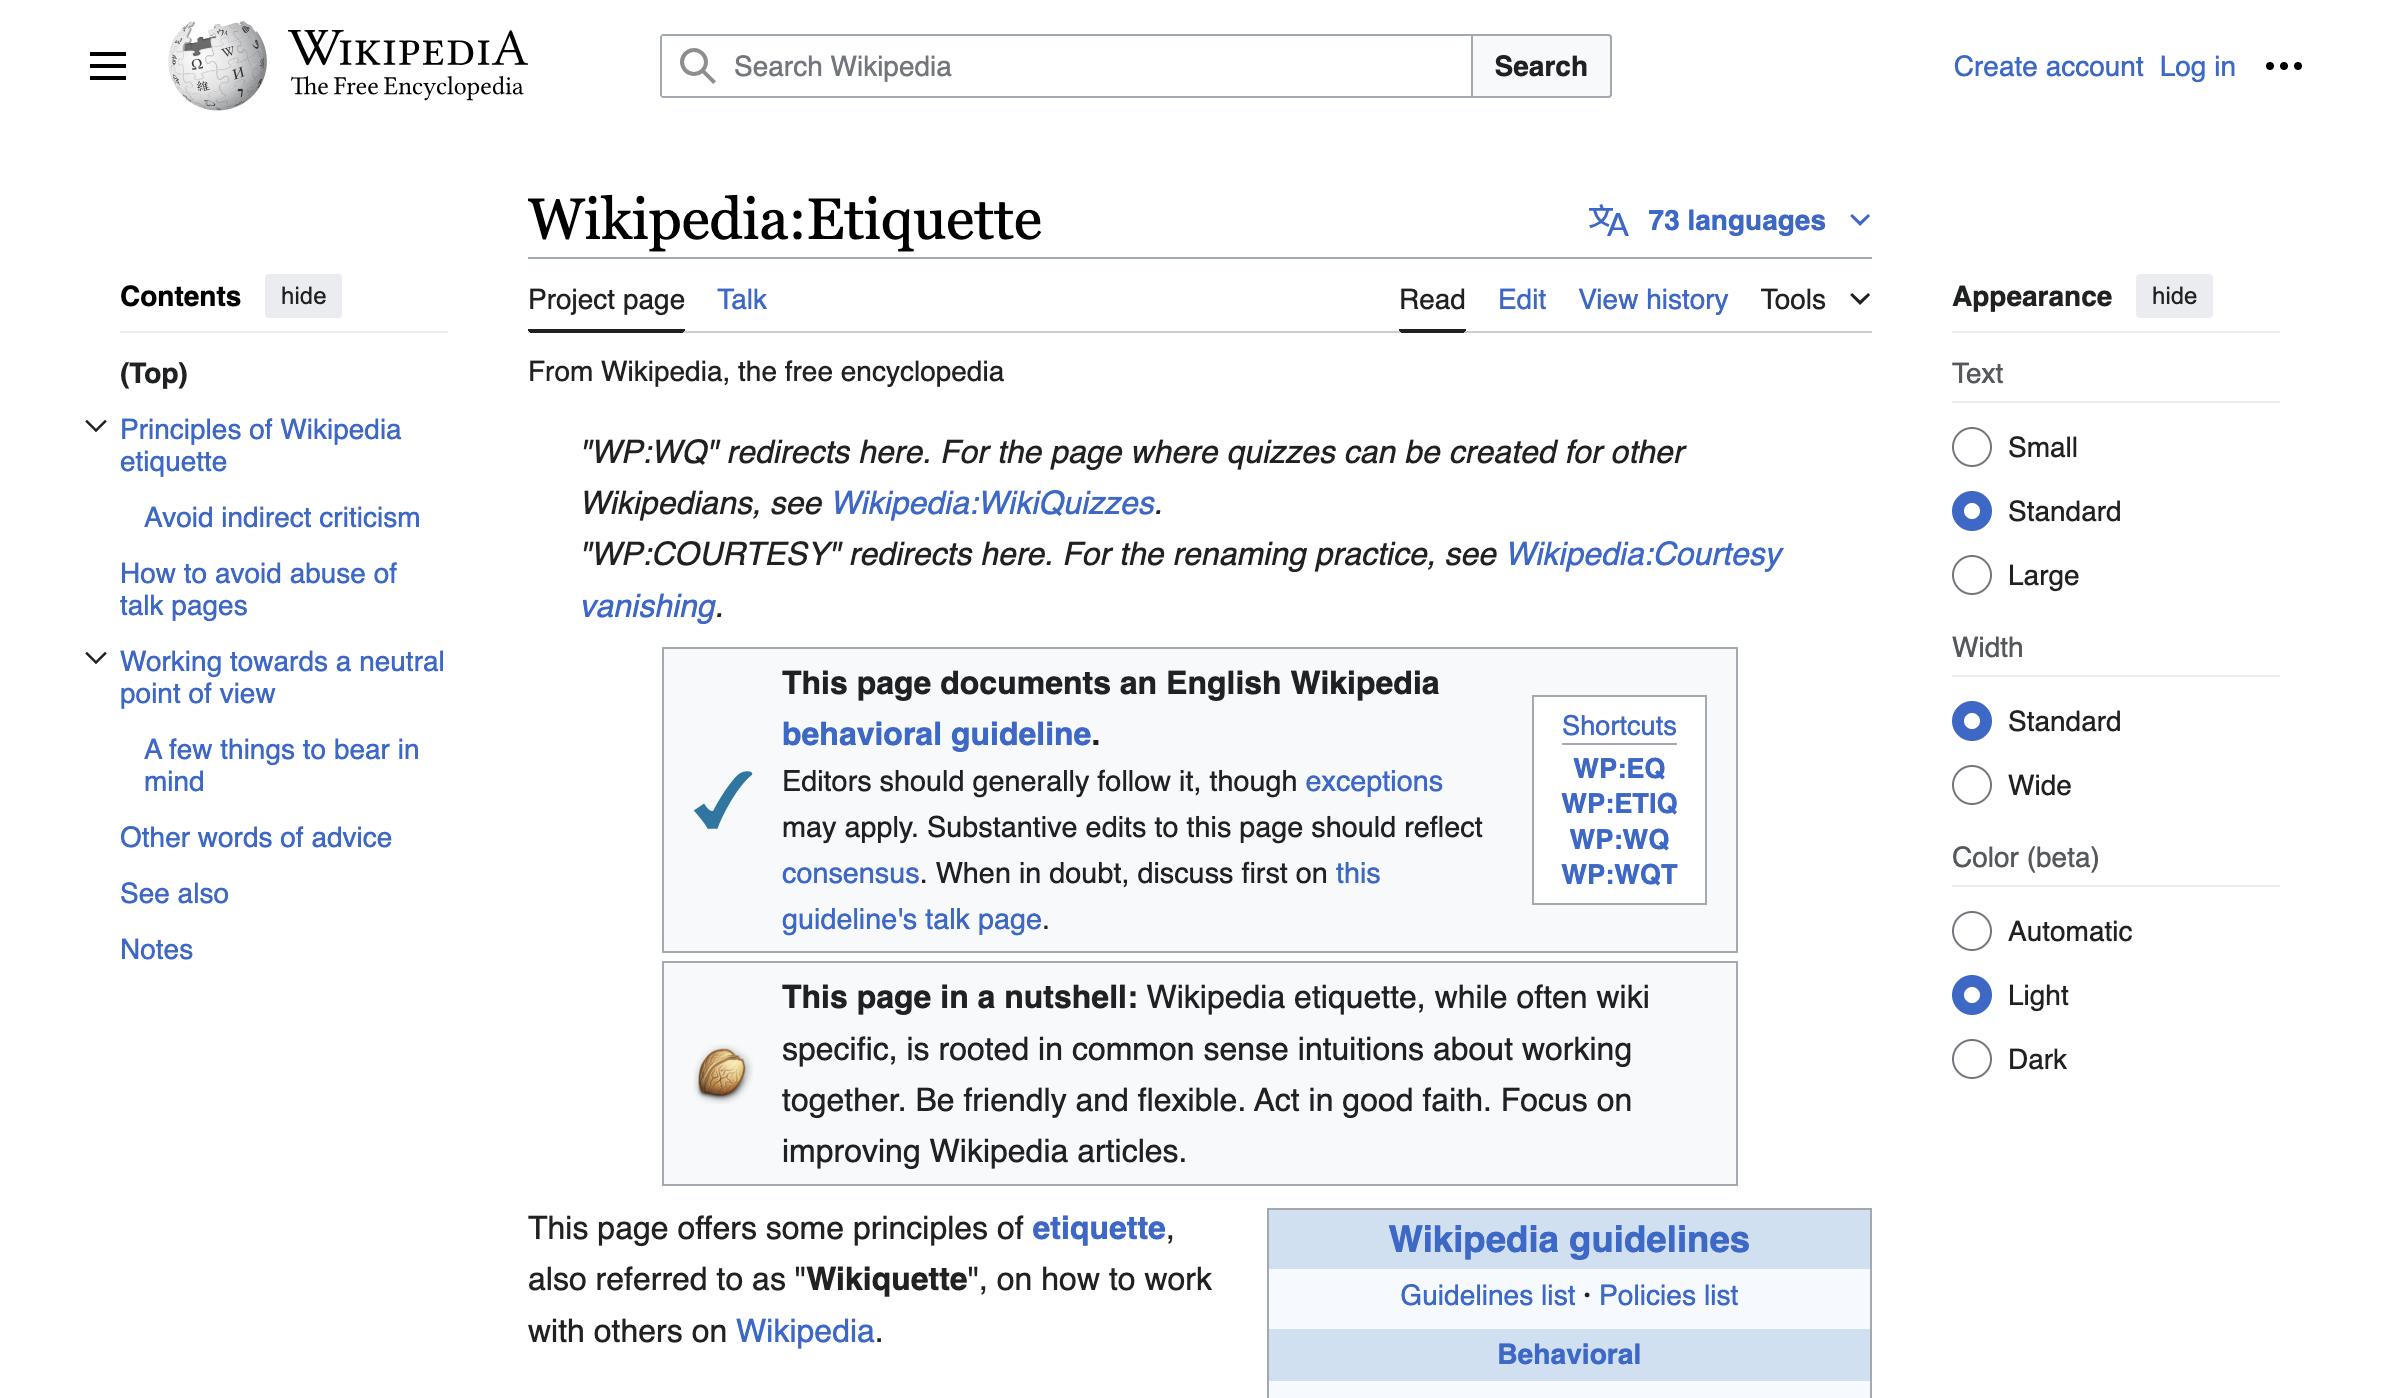 WIKIPEDIA
The Free Encyclopedia
Search Wikipedia
Search
Create account
Log in
Wikipedia:Etiquette
73 languages
Contents
hide
(Top)
Principles of Wikipedia
etiquette
Avoid indirect criticism
How to avoid abuse of
talk pages
Working towards a neutral
point of view
A few things to bear in
mind
Other words of advice
See also
Notes
Project page
Talk
Read
Edit
View history
Tools
From Wikipedia, the free encyclopedia
"WP:WQ" redirects here. For the page where quizzes can be created for other
Wikipedians, see Wikipedia:WikiQuizzes.
"WP:COURTESY" redirects here. For the renaming practice, see Wikipedia:Courtesy
vanishing.
This page documents an English Wikipedia
behavioral guideline.
Editors should generally follow it, though exceptions
may apply. Substantive edits to this page should reflect
consensus. When in doubt, discuss first on this
guideline's talk page.
Shortcuts
WP:EQ
WP:ETIQ
WP:WQ
WP:WQT
This page in a nutshell: Wikipedia etiquette, while often wiki
specific, is rooted in common sense intuitions about working
together. Be friendly and flexible. Act in good faith. Focus on
improving Wikipedia articles.
This page offers some principles of etiquette,
also referred to as "Wikiquette", on how to work
with others on Wikipedia.
Wikipedia guidelines
Guidelines list • Policies list
Behavioral
Appearance
hide
Text
Small
Standard
Large
Width
Standard
Wide
Color (beta)
Automatic
Light
Dark